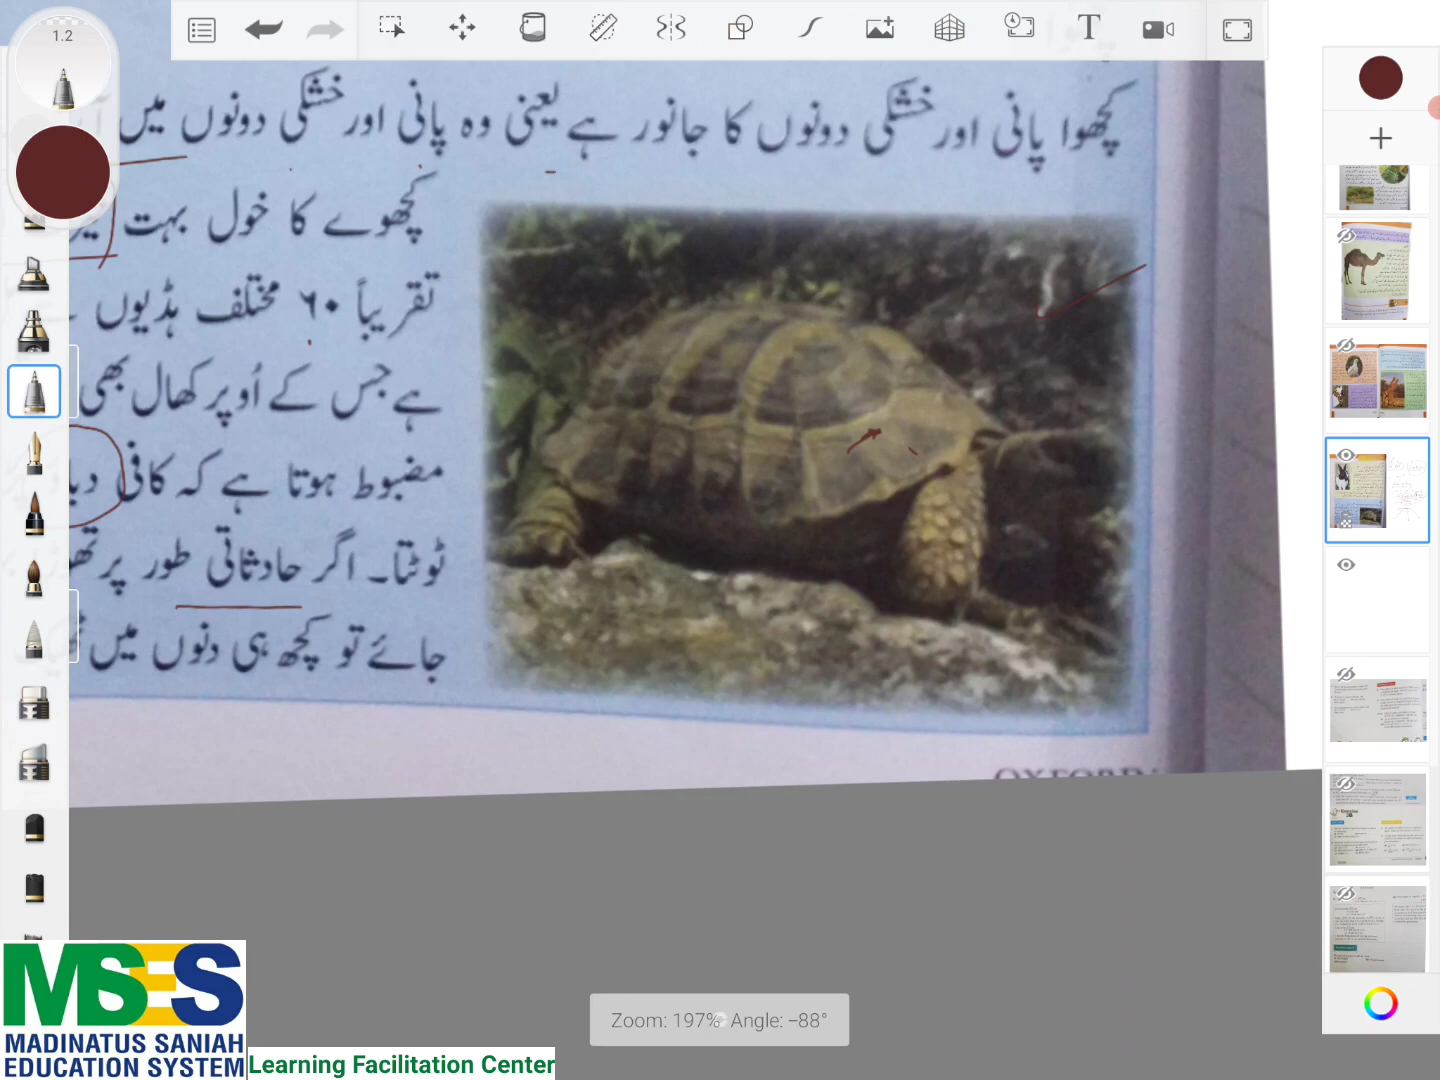 1.2
کچھوا پانی اور خشکی دونوں کا جانور ہے یعنی وہ پانی اور خشکی دونوں میں
کچھوے کا خول بہت
تقریباً ۶۰ مختلف ہڈیوں
ہے جس کے اُوپر کھال بھی
مضبوط ہوتا ہے کہ کافی
ٹوٹتا۔ اگر حادثاتی طور پر
جائے تو کچھ ہی دنوں میں
OXFORD
Zoom: 197% Angle: −88°
MSES
MADINATUS SANIAH
EDUCATION SYSTEM
Learning Facilitation Center